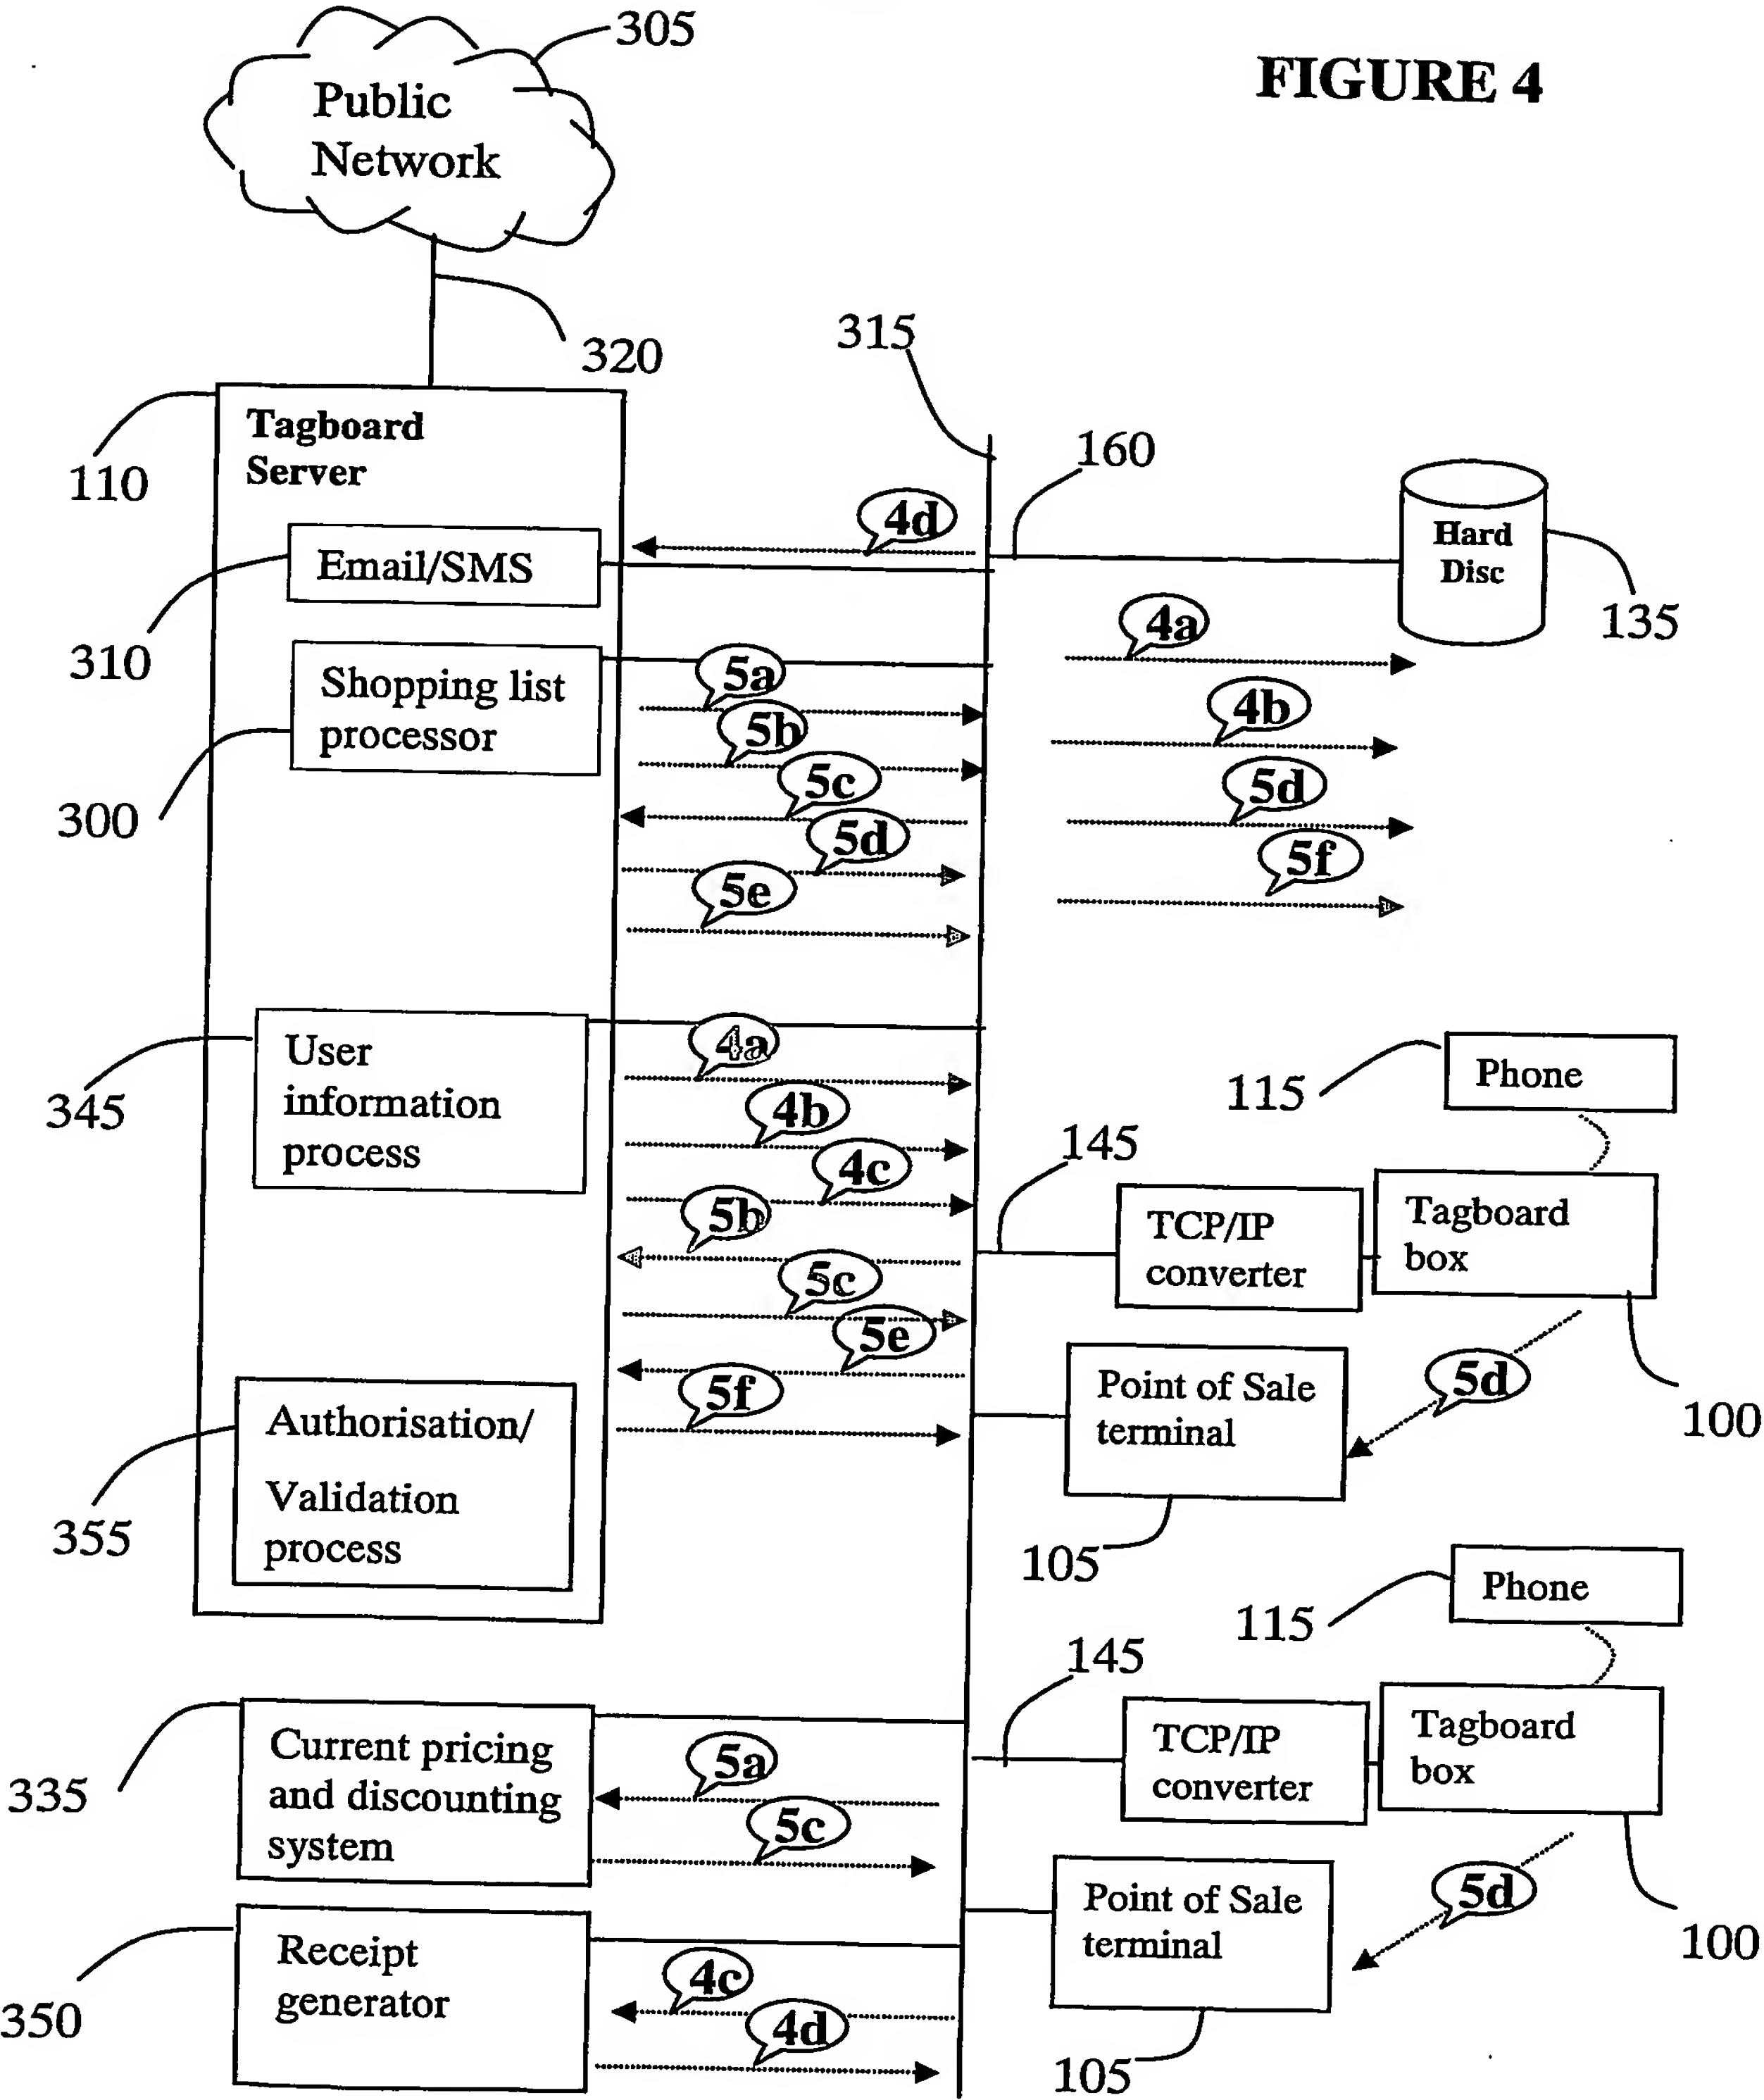 305
FIGURE 4
Public
Network
320
315
110
Tagboard
Server
160
4d
Hard
Disc
135
Email/SMS
310
4a
Shopping list
processor
300
5a
4b
5b
5c
5d
5d
5f
5e
User
information
process
345
4a
4b
4c
5b
5c
5e
5f
115
Phone
145
TCP/IP
converter
Tagboard
box
100
Point of Sale
terminal
5d
105
Authorisation/
Validation
process
355
115
Phone
145
TCP/IP
converter
Tagboard
box
100
335
Current pricing
and discounting
system
5a
5c
Point of Sale
terminal
5d
105
350
Receipt
generator
4c
4d